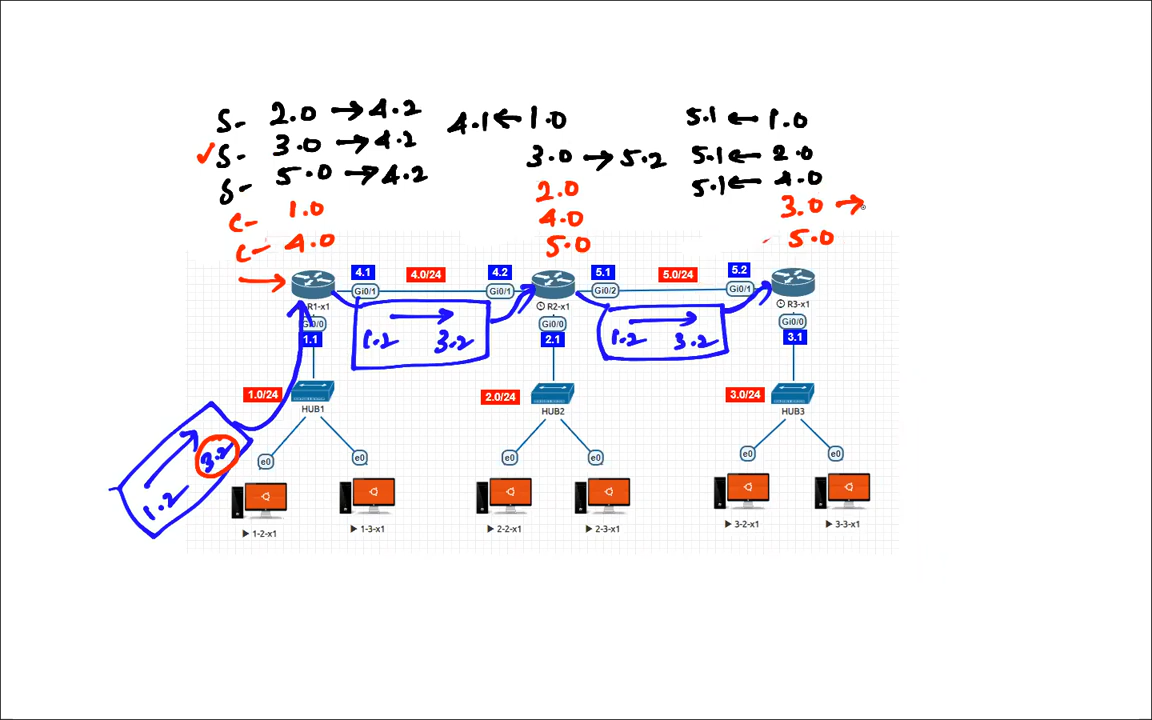 S- 2.0 → 4.2
S- 3.0 → 4.2
S- 5.0 → 4.2
C- 1.0
C- 4.0
4.1 ← 1.0
3.0 → 5.2
2.0
4.0
5.0
5.1 ← 1.0
5.1 ← 2.0
5.1 ← 4.0
3.0 →
5.0
4.1
4.0/24
4.2
5.1
5.0/24
5.2
Gi0/1
Gi0/1
Gi0/2
Gi0/1
R1-x1
R2-x1
R3-x1
Gi0/0
Gi0/0
Gi0/0
1.1
2.1
3.1
1.2 → 3.2
1.2 → 3.2
1.0/24
2.0/24
3.0/24
HUB1
HUB2
HUB3
1.2 → 3.2
e0
e0
e0
e0
e0
e0
1-2-x1
1-3-x1
2-2-x1
2-3-x1
3-2-x1
3-3-x1